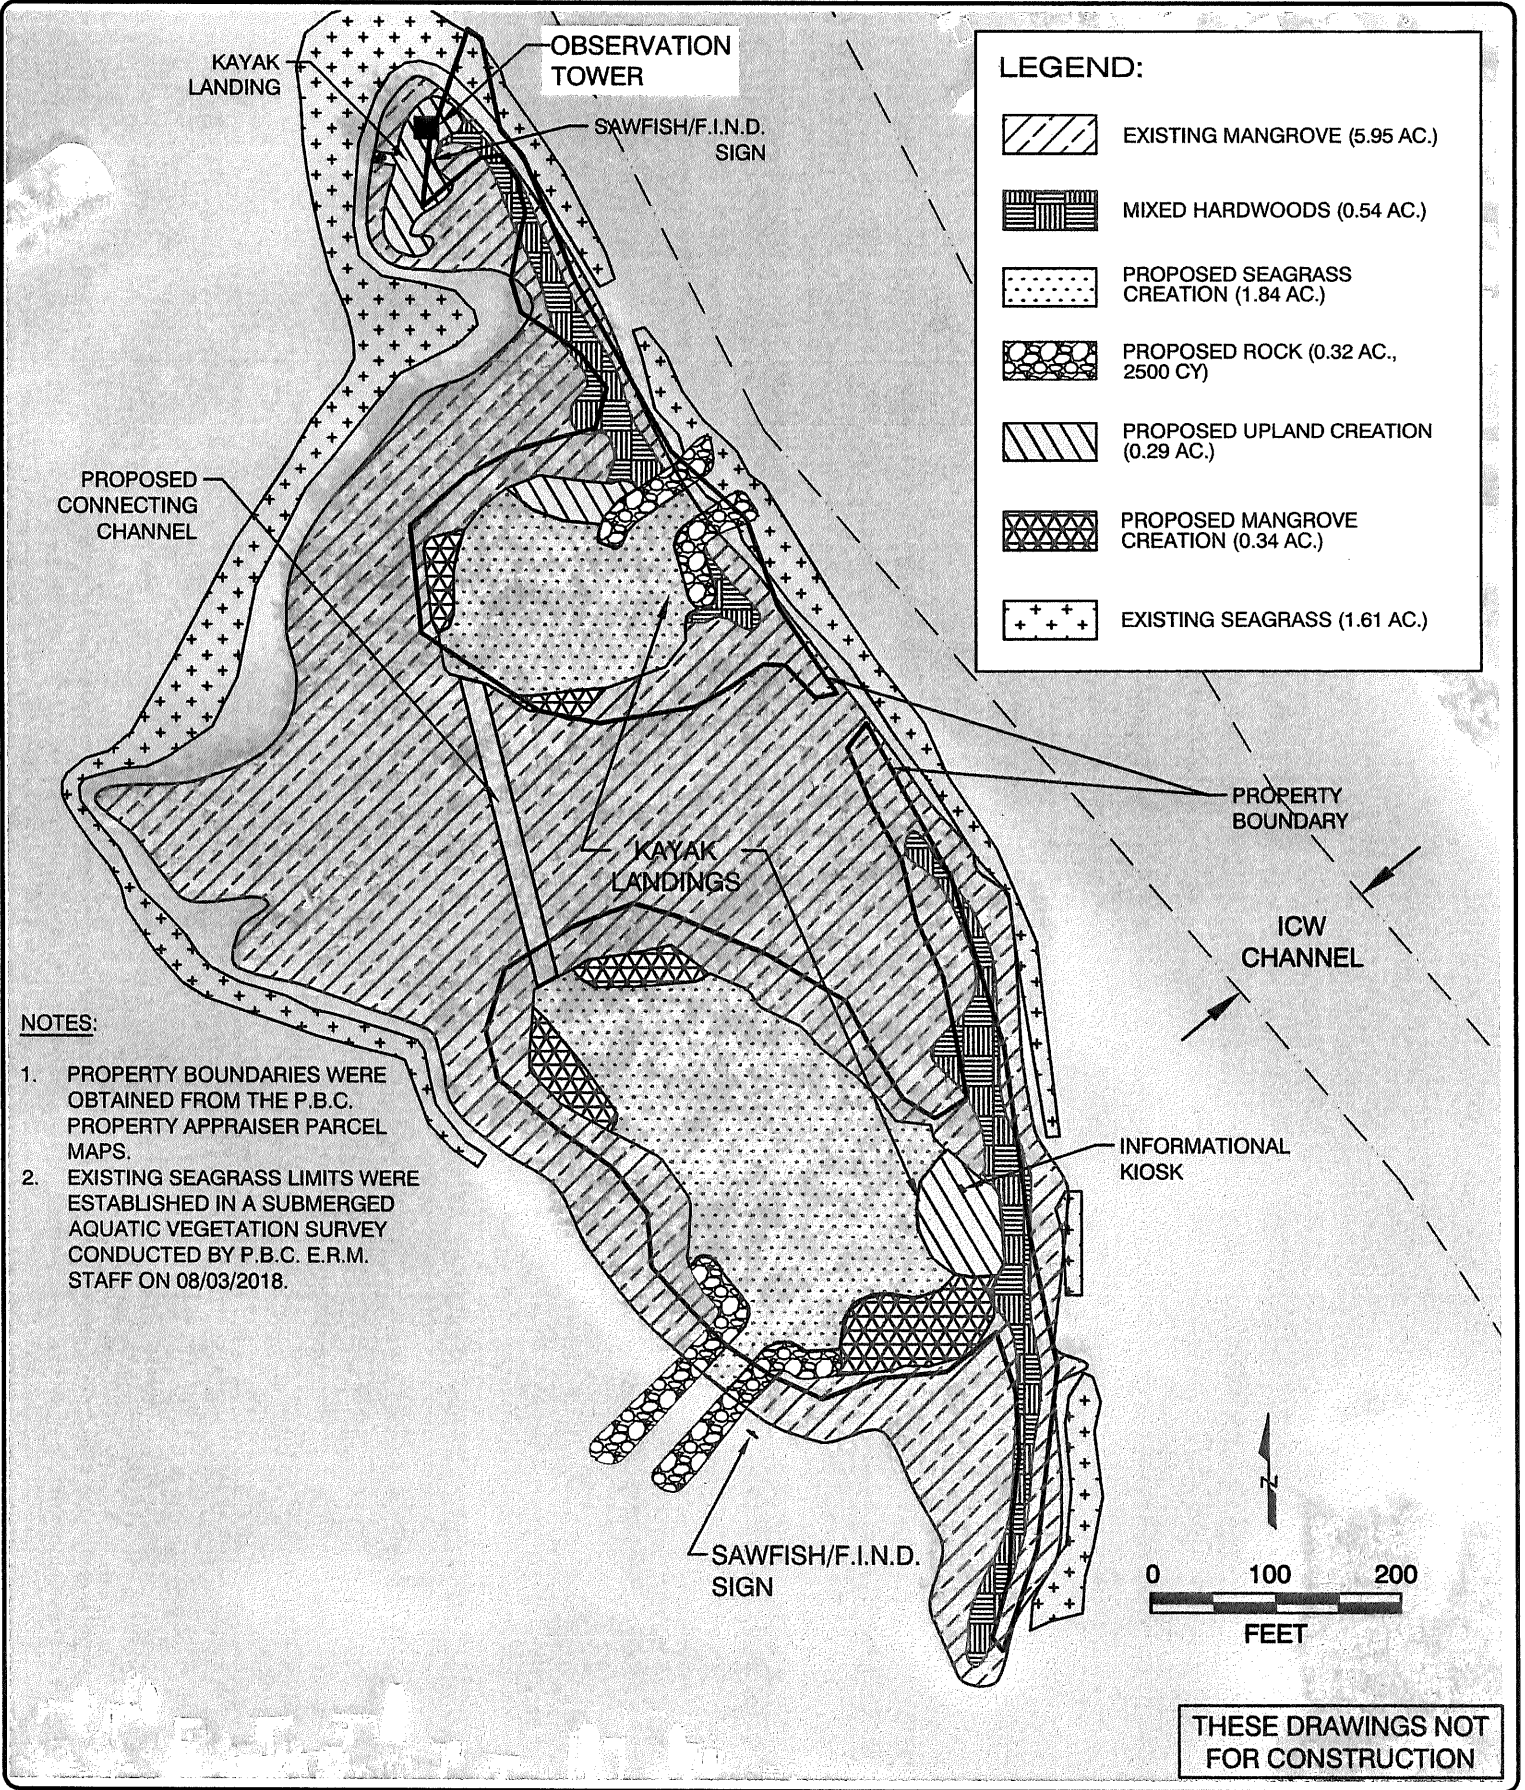 KAYAK
LANDING
OBSERVATION
TOWER
SAWFISH/F.I.N.D.
SIGN
LEGEND:
EXISTING MANGROVE (5.95 AC.)
MIXED HARDWOODS (0.54 AC.)
PROPOSED SEAGRASS
CREATION (1.84 AC.)
PROPOSED ROCK (0.32 AC.,
2500 CY)
PROPOSED UPLAND CREATION
(0.29 AC.)
PROPOSED MANGROVE
CREATION (0.34 AC.)
EXISTING SEAGRASS (1.61 AC.)
PROPOSED
CONNECTING
CHANNEL
PROPERTY
BOUNDARY
KAYAK
LANDINGS
ICW
CHANNEL
NOTES:
1. PROPERTY BOUNDARIES WERE
OBTAINED FROM THE P.B.C.
PROPERTY APPRAISER PARCEL
MAPS.
2. EXISTING SEAGRASS LIMITS WERE
ESTABLISHED IN A SUBMERGED
AQUATIC VEGETATION SURVEY
CONDUCTED BY P.B.C. E.R.M.
STAFF ON 08/03/2018.
INFORMATIONAL
KIOSK
SAWFISH/F.I.N.D.
SIGN
N
0 100 200
FEET
THESE DRAWINGS NOT
FOR CONSTRUCTION